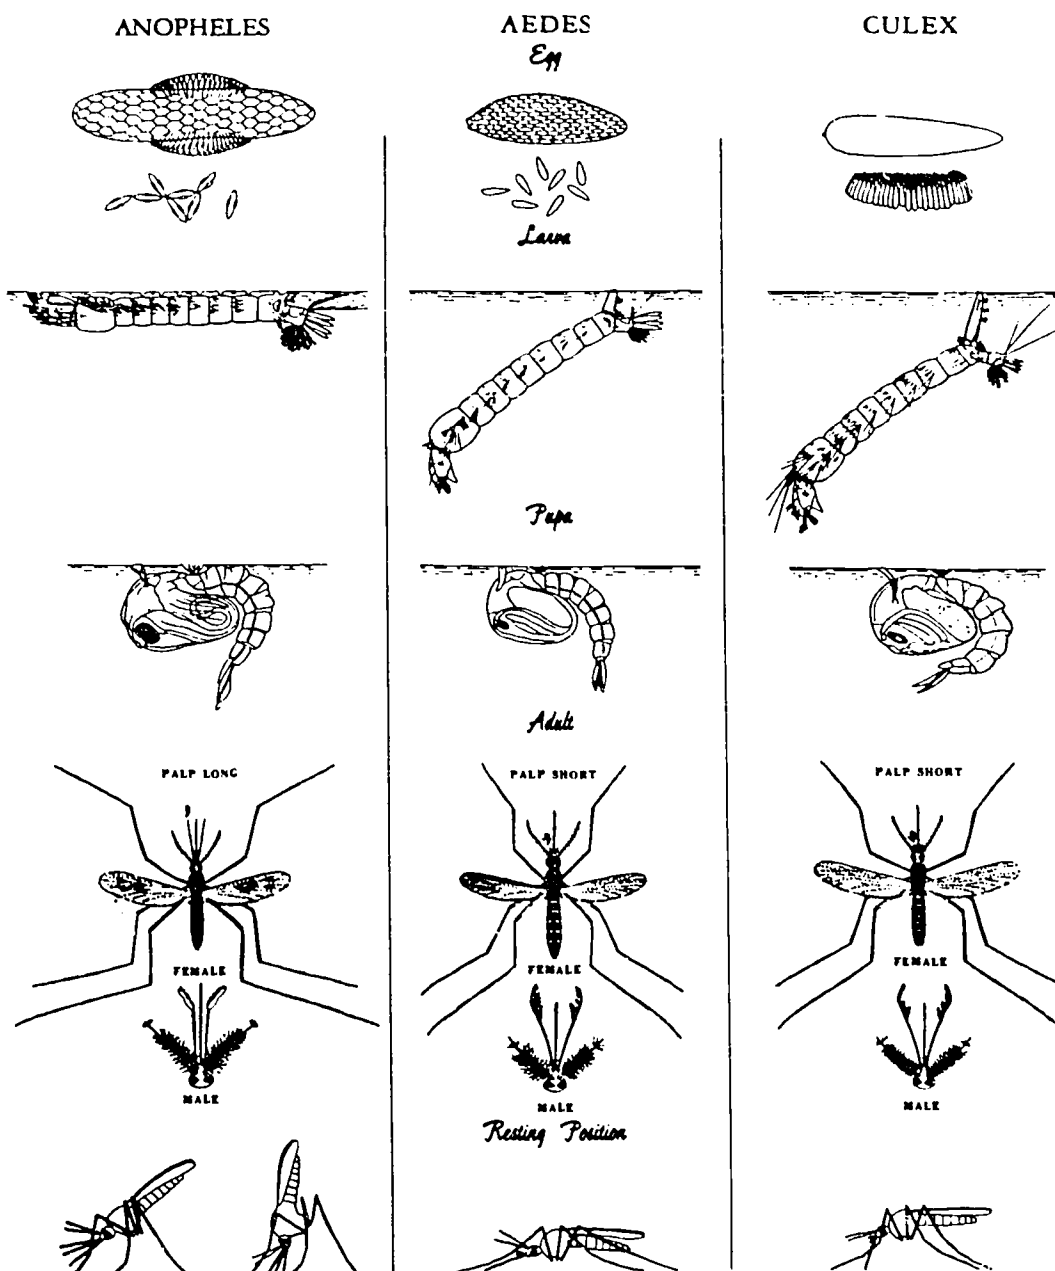 ANOPHELES AEDES CULEX
Egg
Larva
Pupa
Adult
PALP LONG PALP SHORT PALP SHORT
FEMALE FEMALE FEMALE
MALE MALE MALE
Resting Position